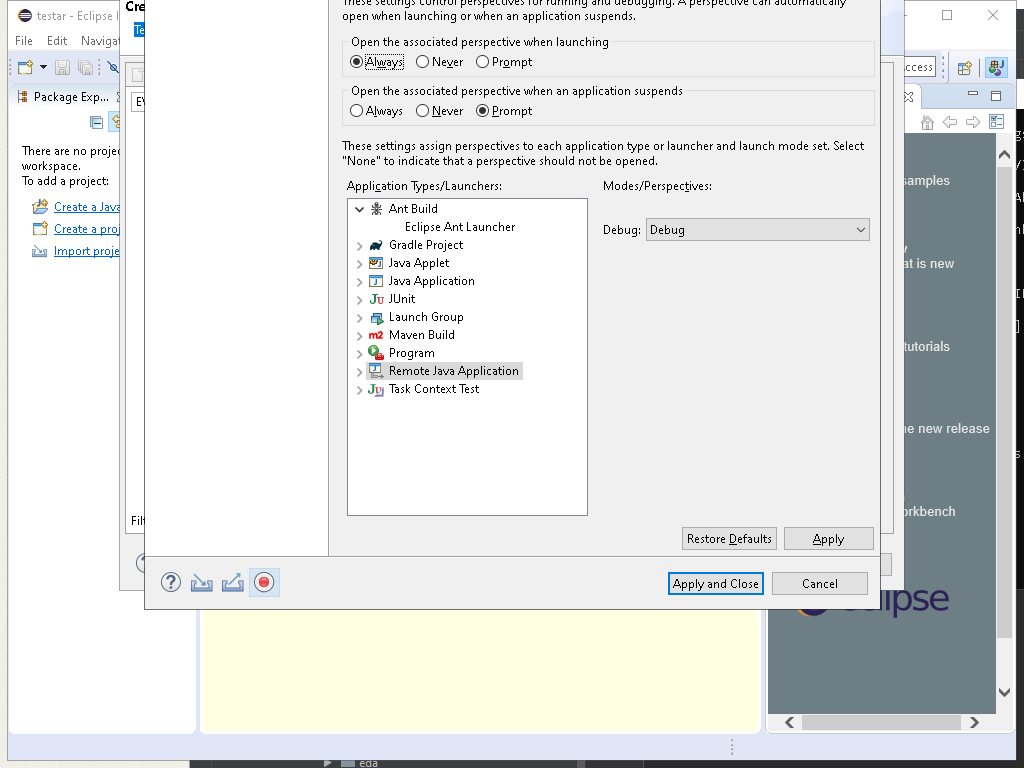 testar - Eclipse I
Cre
File Edit Navigat
Te
These settings control perspectives for running and debugging. A perspective can automatically
open when launching or when an application suspends.
Open the associated perspective when launching
Always Never Prompt
Open the associated perspective when an application suspends
Always Never Prompt
These settings assign perspectives to each application type or launcher and launch mode set. Select
"None" to indicate that a perspective should not be opened.
Application Types/Launchers:
Modes/Perspectives:
Ant Build
Eclipse Ant Launcher
Gradle Project
Java Applet
Java Application
JUnit
Launch Group
Maven Build
Program
Remote Java Application
Task Context Test
Debug: Debug
Restore Defaults Apply
Apply and Close Cancel
Package Exp...
There are no projec
workspace.
To add a project:
Create a Java
Create a proj
Import proje
Filt
ccess
samples
at is new
tutorials
ne new release
orkbench
eclipse
eda